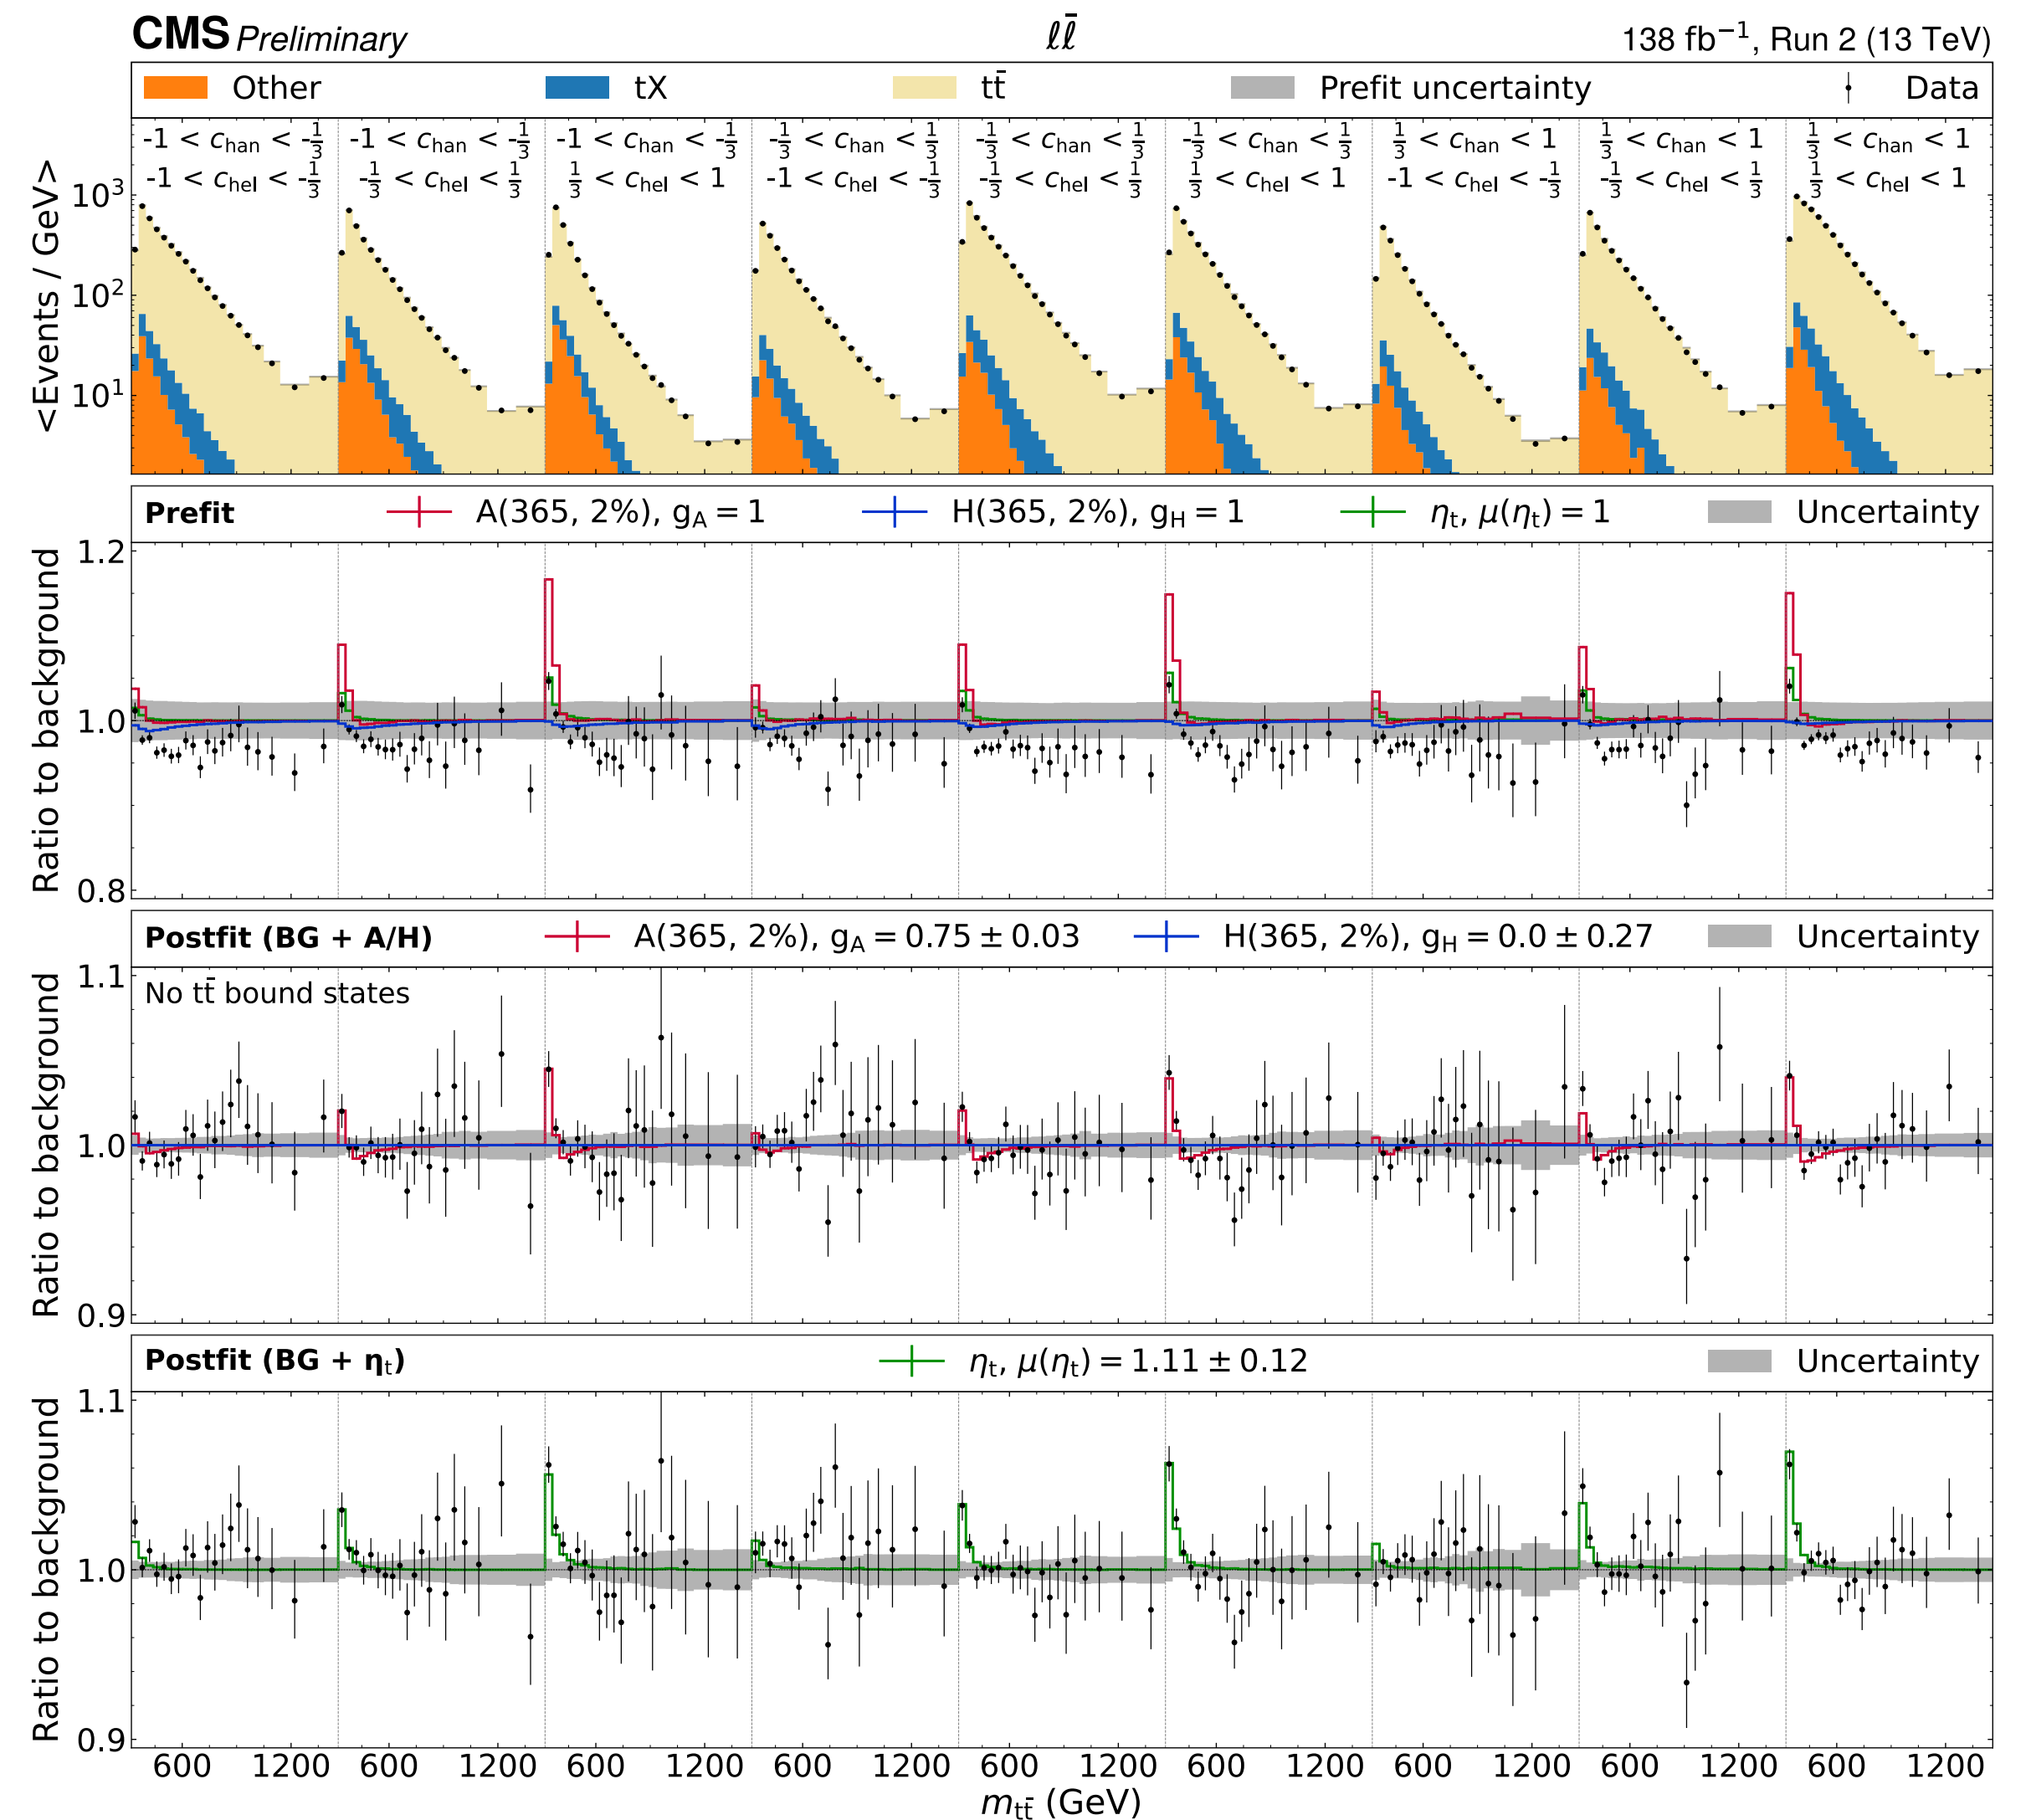 CMS Preliminary ℓℓ̄ 138 fb⁻¹, Run 2 (13 TeV)
Other tX tt̄ Prefit uncertainty Data
-1 < c_han < -1/3 -1 < c_han < -1/3 -1 < c_han < -1/3 -1/3 < c_han < 1/3 -1/3 < c_han < 1/3 -1/3 < c_han < 1/3 1/3 < c_han < 1 1/3 < c_han < 1 1/3 < c_han < 1
-1 < c_hel < -1/3 -1/3 < c_hel < 1/3 1/3 < c_hel < 1 -1 < c_hel < -1/3 -1/3 < c_hel < 1/3 1/3 < c_hel < 1 -1 < c_hel < -1/3 -1/3 < c_hel < 1/3 1/3 < c_hel < 1
<Events / GeV>
10³
10²
10¹
Prefit A(365, 2%), g_A = 1 H(365, 2%), g_H = 1 η_t, μ(η_t) = 1 Uncertainty
Ratio to background
1.2
1.0
0.8
Postfit (BG + A/H) A(365, 2%), g_A = 0.75 ± 0.03 H(365, 2%), g_H = 0.0 ± 0.27 Uncertainty
No tt̄ bound states
Ratio to background
1.1
1.0
0.9
Postfit (BG + η_t) η_t, μ(η_t) = 1.11 ± 0.12 Uncertainty
Ratio to background
1.1
1.0
0.9
600 1200 600 1200 600 1200 600 1200 600 1200 600 1200 600 1200 600 1200 600 1200
m_tt̄ (GeV)